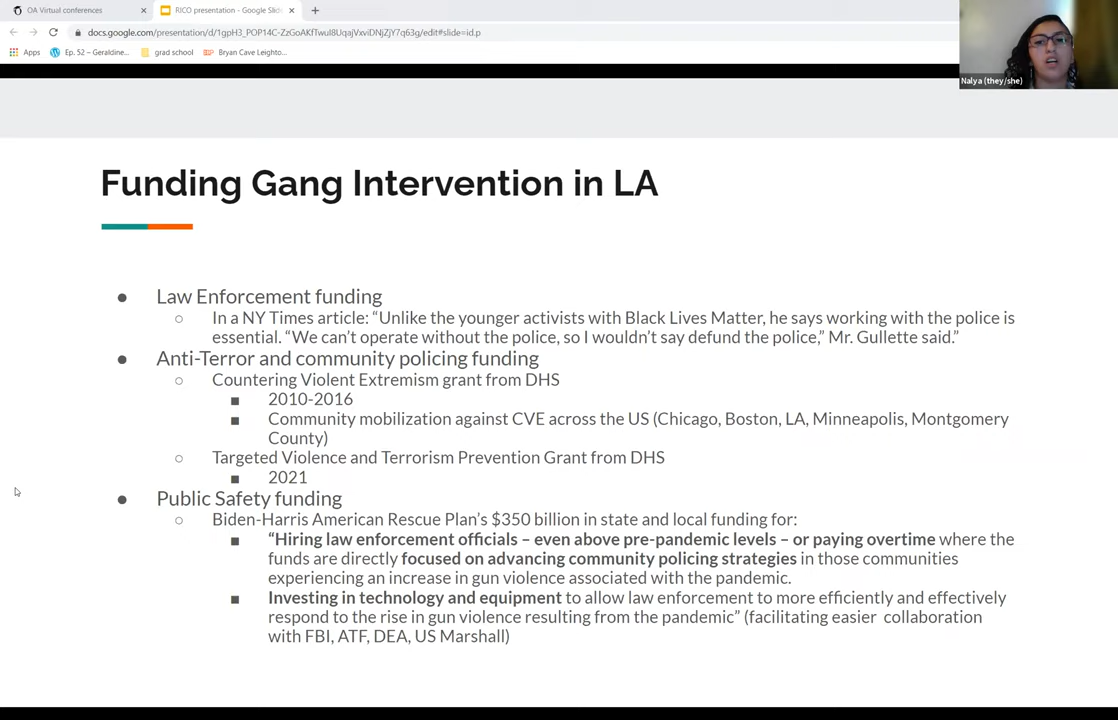 OA Virtual conferences
RICO presentation - Google Slid
docs.google.com/presentation/d/1gpH3_POP14C-ZzGoAKfTwuI8UqajVxviDNjZjY7q63g/edit#slide=id.p
Apps
Ep. 52 – Geraldine...
grad school
Bryan Cave Leighto...
Nalya (they/she)
Funding Gang Intervention in LA
● Law Enforcement funding
○ In a NY Times article: “Unlike the younger activists with Black Lives Matter, he says working with the police is
essential. “We can’t operate without the police, so I wouldn’t say defund the police,” Mr. Gullette said.”
● Anti-Terror and community policing funding
○ Countering Violent Extremism grant from DHS
■ 2010-2016
■ Community mobilization against CVE across the US (Chicago, Boston, LA, Minneapolis, Montgomery
County)
○ Targeted Violence and Terrorism Prevention Grant from DHS
■ 2021
● Public Safety funding
○ Biden-Harris American Rescue Plan’s $350 billion in state and local funding for:
■ “Hiring law enforcement officials – even above pre-pandemic levels – or paying overtime where the
funds are directly focused on advancing community policing strategies in those communities
experiencing an increase in gun violence associated with the pandemic.
■ Investing in technology and equipment to allow law enforcement to more efficiently and effectively
respond to the rise in gun violence resulting from the pandemic” (facilitating easier collaboration
with FBI, ATF, DEA, US Marshall)